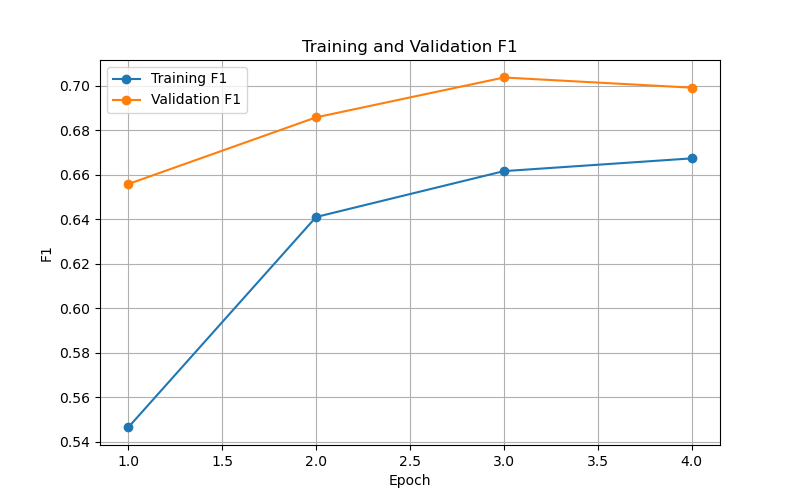 Training and Validation F1
Training F1
Validation F1
0.70
0.68
0.66
0.64
0.62
0.60
0.58
0.56
0.54
F1
1.0 1.5 2.0 2.5 3.0 3.5 4.0
Epoch